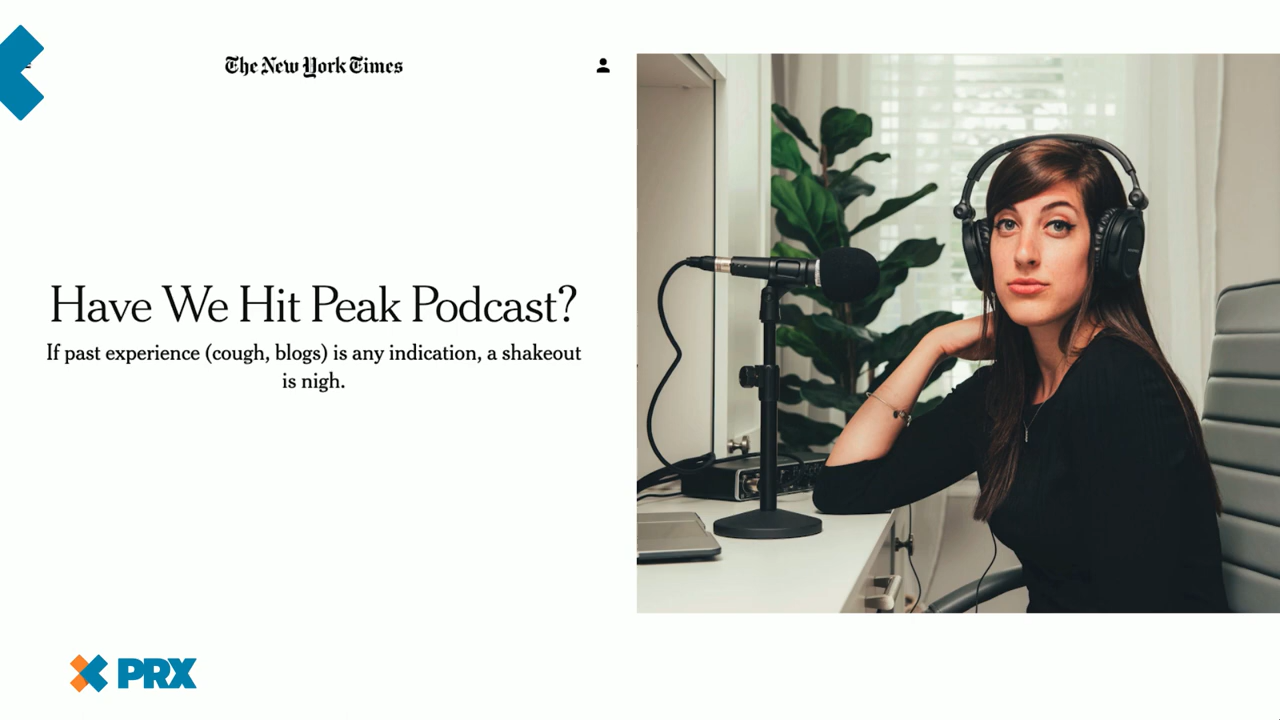 The New York Times
Have We Hit Peak Podcast?
If past experience (cough, blogs) is any indication, a shakeout
is nigh.
PRX